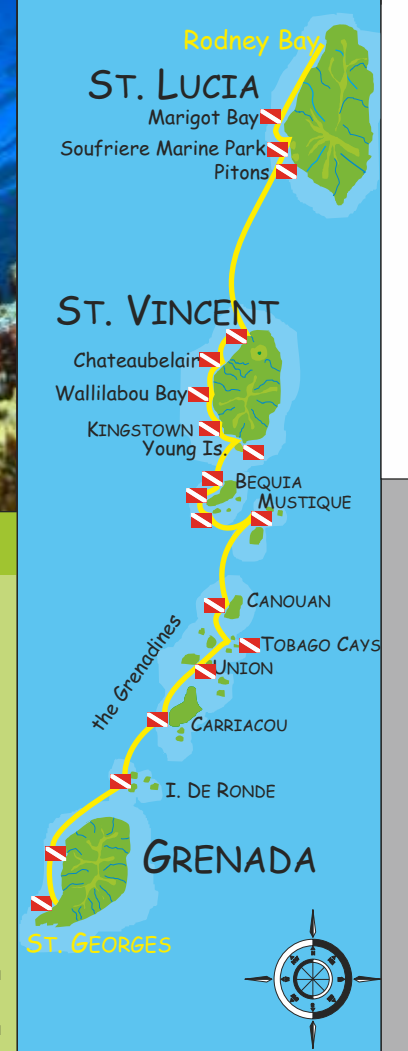 Rodney Bay
ST. LUCIA
Marigot Bay
Soufriere Marine Park
Pitons
ST. VINCENT
Chateaubelair
Wallilabou Bay
KINGSTOWN
Young Is.
BEQUIA
MUSTIQUE
CANOUAN
TOBAGO CAYS
UNION
the Grenadines
CARRIACOU
I. DE RONDE
GRENADA
ST. GEORGES